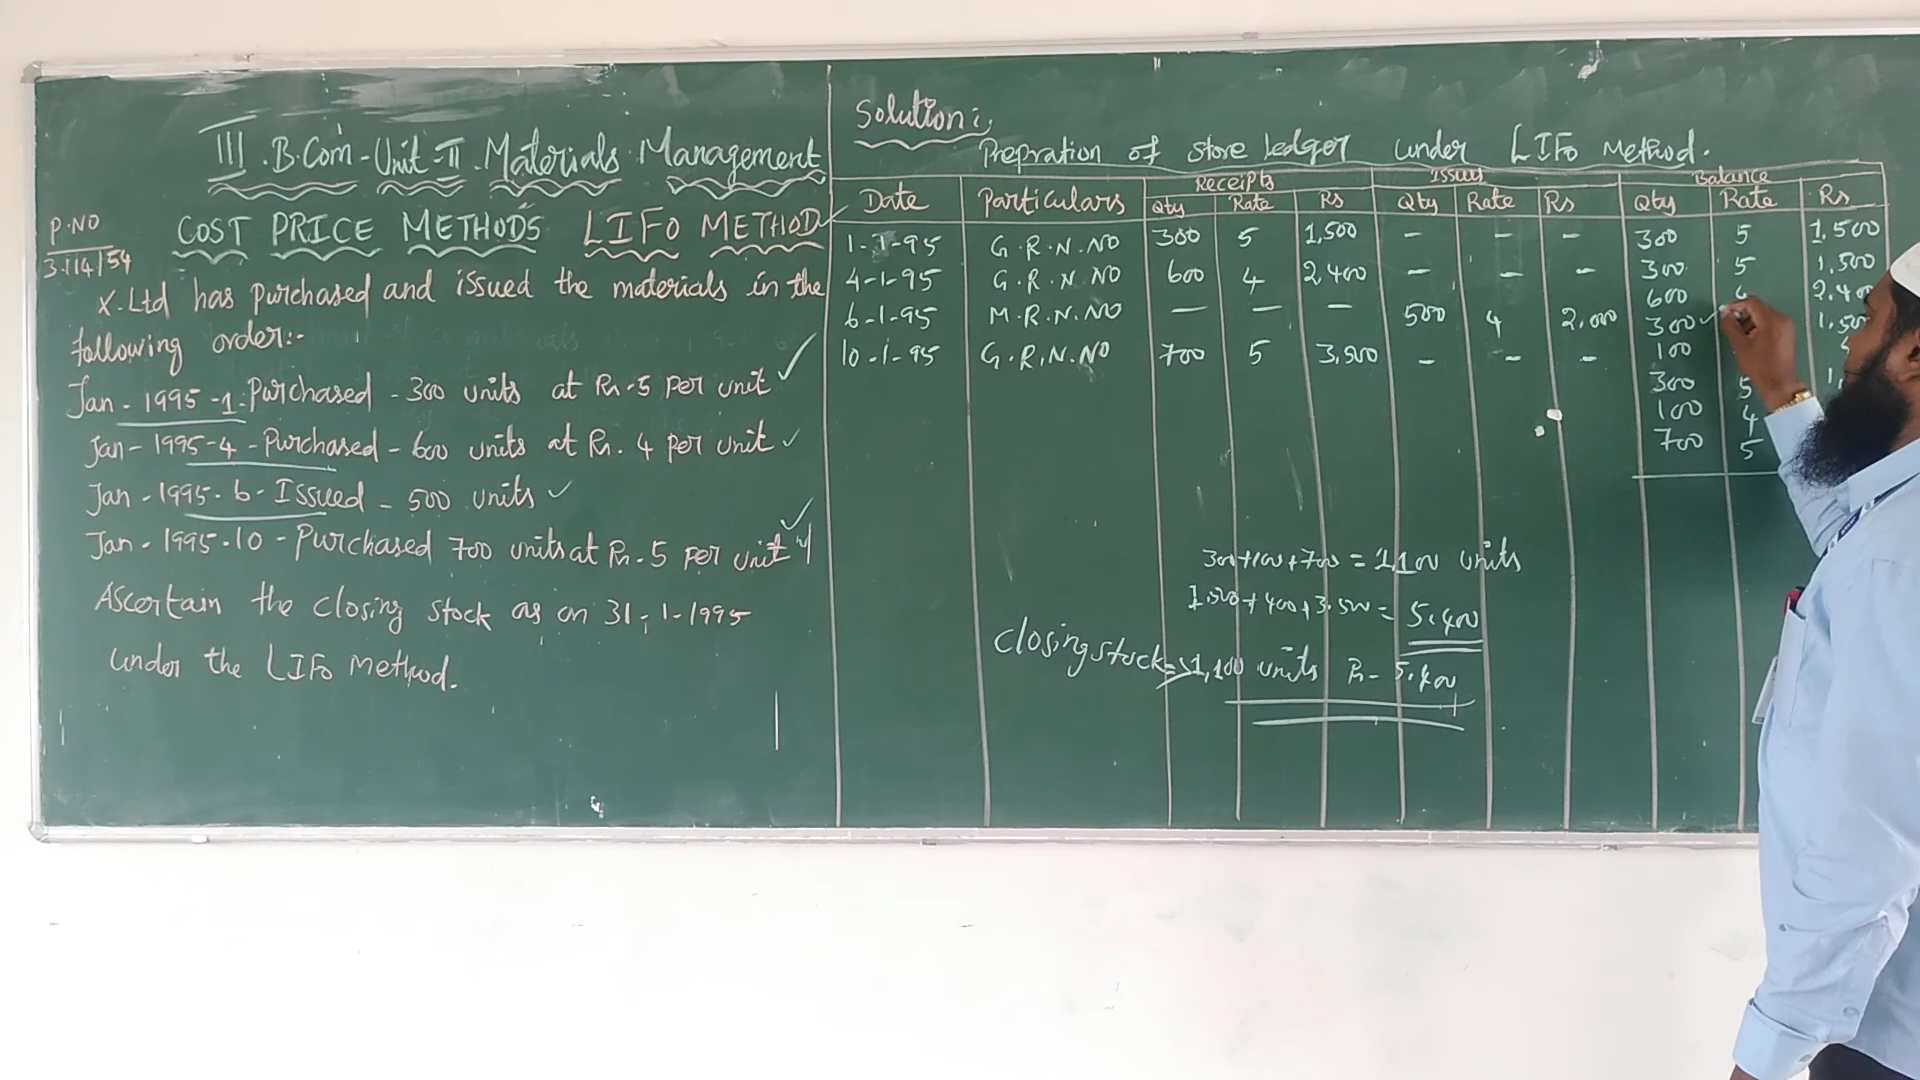 III B.Com - Unit-II Materials Management
COST PRICE METHODS LIFO METHOD
P.NO
3.114/54
X.Ltd has purchased and issued the materials in the
following order:-
Jan - 1995 -1. Purchased - 300 units at Rs.5 per unit
Jan - 1995-4 - Purchased - 600 units at Rs. 4 per unit
Jan - 1995. 6 - Issued - 500 units
Jan - 1995.10 - Purchased 700 units at Rs.5 per unit
Ascertain the closing stock as on 31-1-1995
under the LIFO Method.
Solution:
Prepration of store ledger under LIFO Method.
Date Particulars Receipts Issues Balance
Qty Rate Rs Qty Rate Rs Qty Rate Rs
1-1-95 G.R.N.NO 300 5 1,500 - - - 300 5 1,500
4-1-95 G.R.N.NO 600 4 2,400 - - - 300 5 1,500
600 2,400
6-1-95 M.R.N.NO - - - 500 4 2,000 300 1,500
100
10-1-95 G.R.N.NO 700 5 3,500 - - - 300 5
100 4
700 5
300+100+700 = 1,100 units
1,500+400+3,500 = 5,400
Closing stock => 1,100 units Rs- 5,400